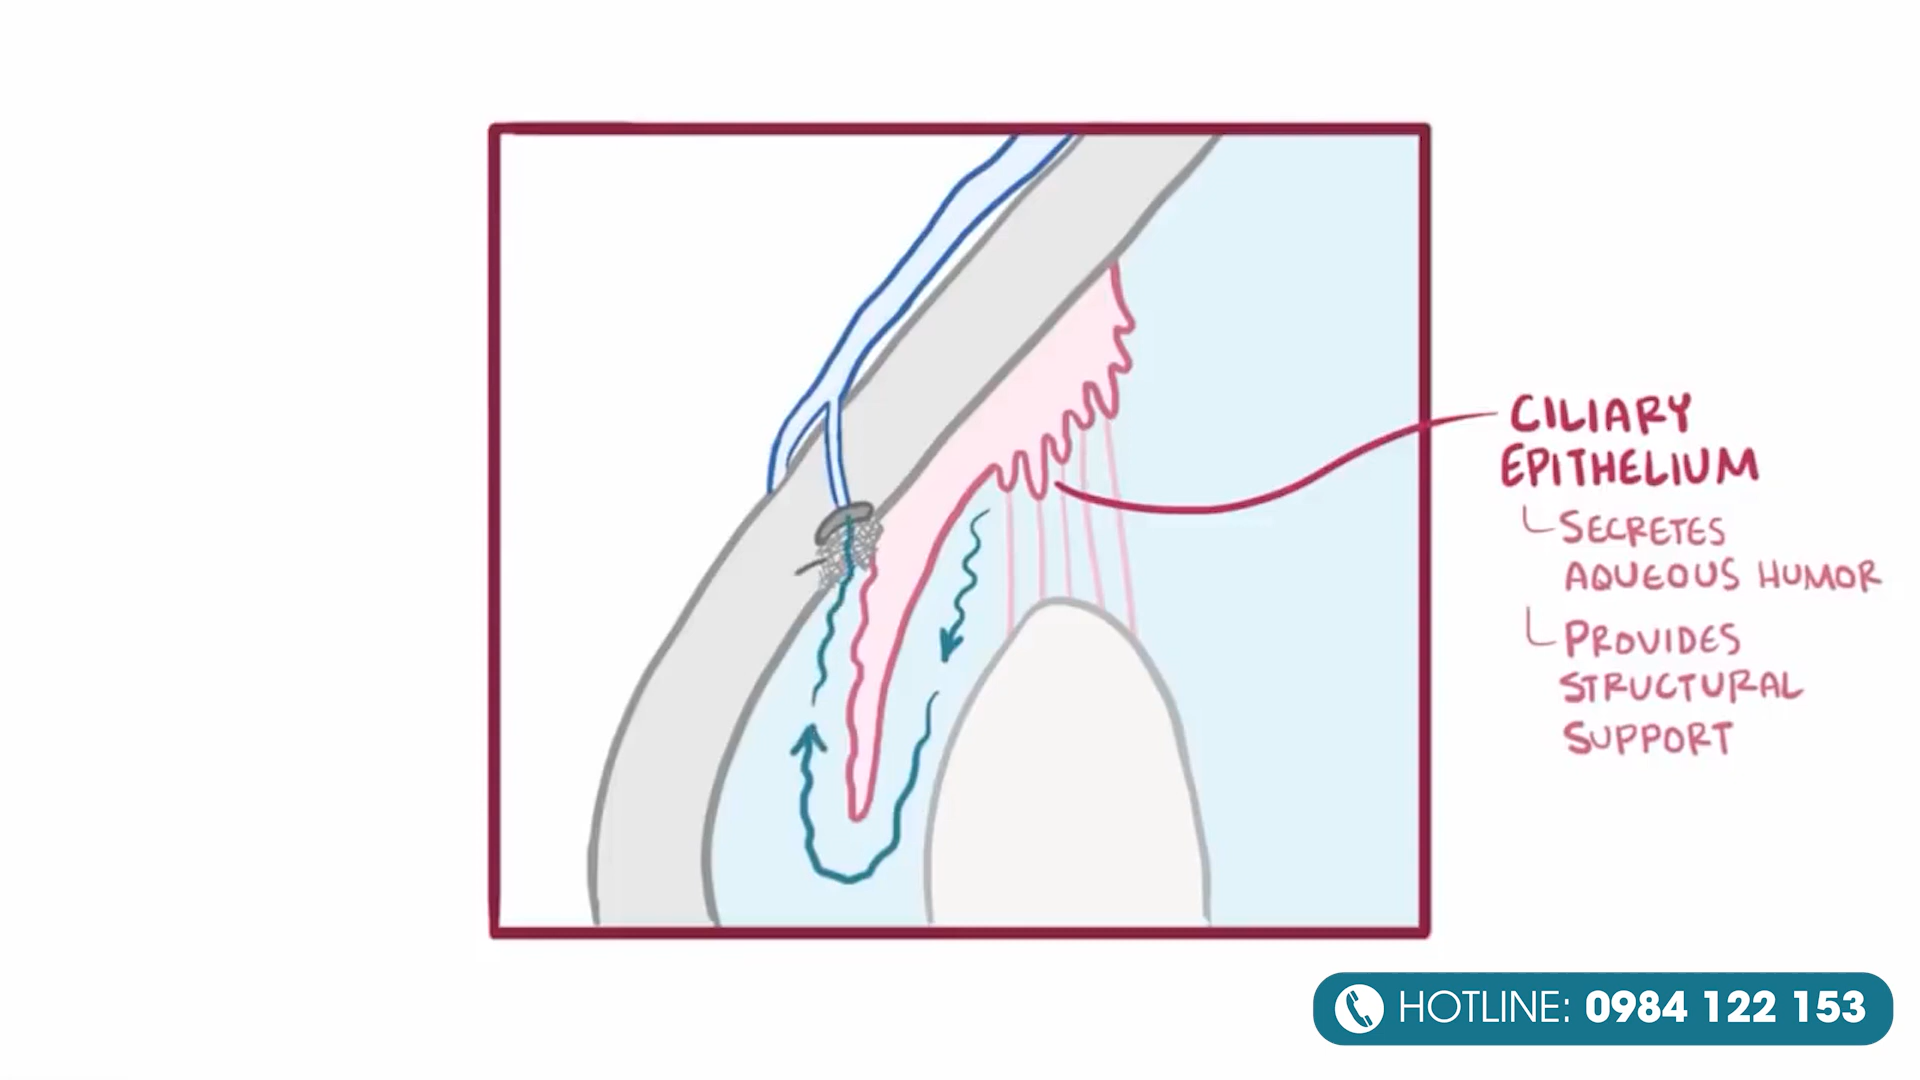 CILIARY
EPITHELIUM
SECRETES
AQUEOUS HUMOR
PROVIDES
STRUCTURAL
SUPPORT
HOTLINE: 0984 122 153